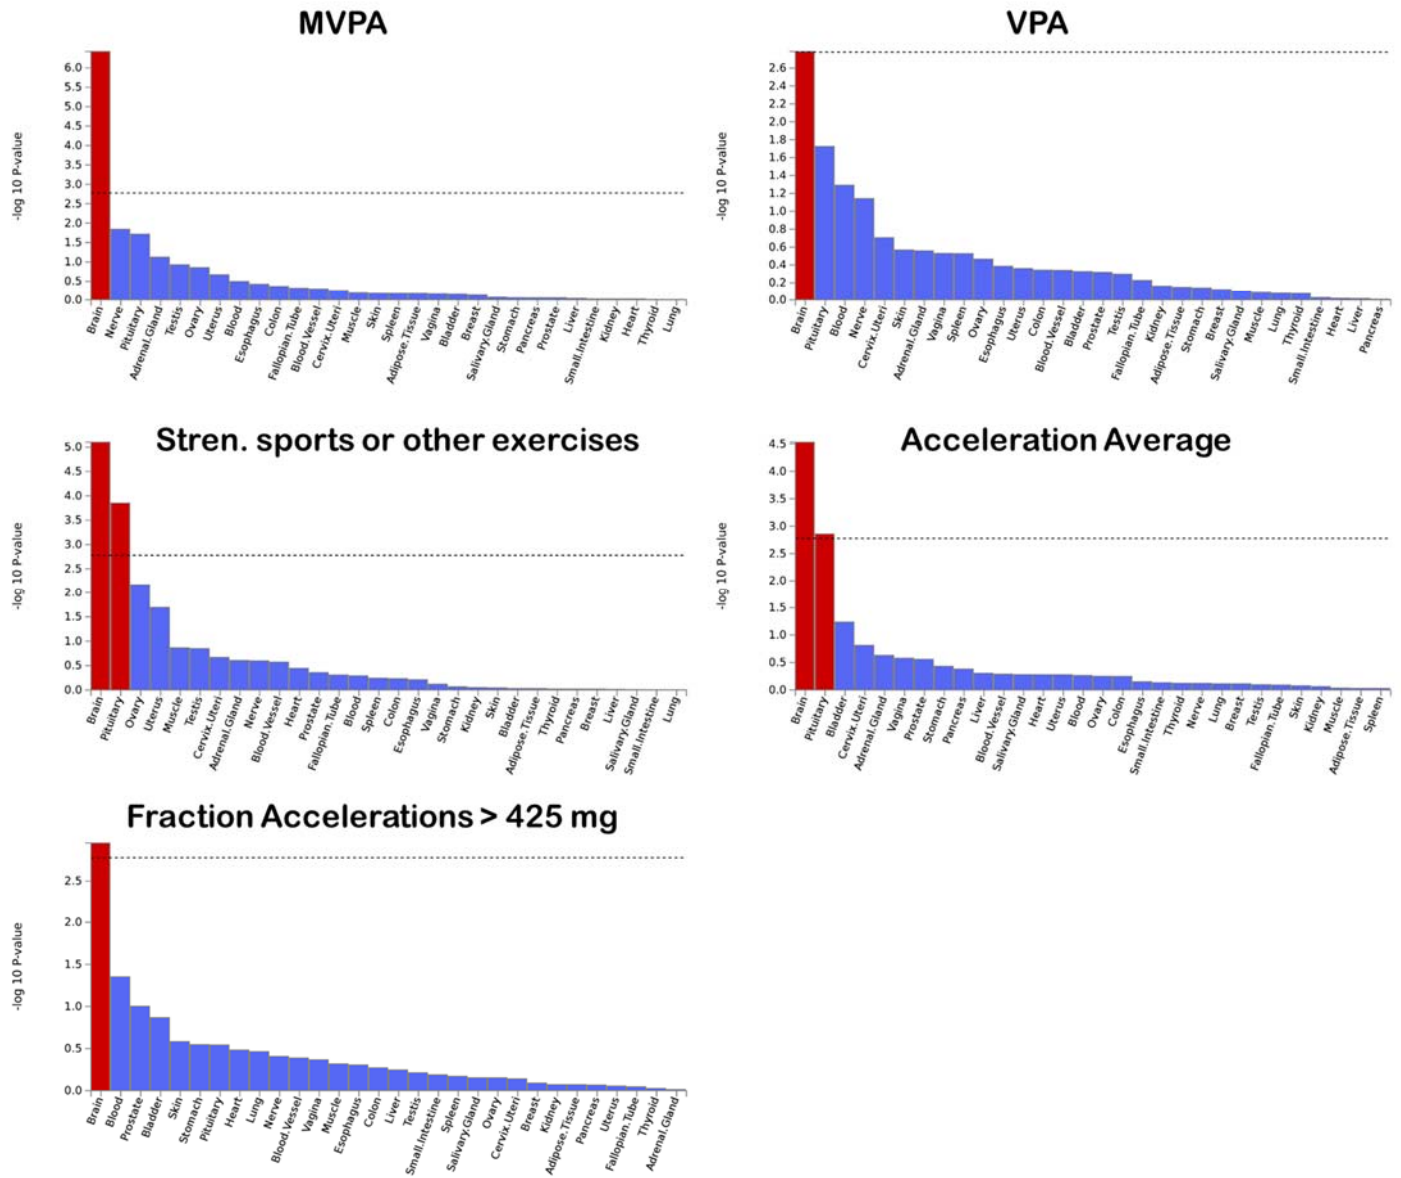 MVPA
-log 10 P-value
6.0
5.5
5.0
4.5
4.0
3.5
3.0
2.5
2.0
1.5
1.0
0.5
0.0
Brain
Nerve
Pituitary
Adrenal.Gland
Testis
Ovary
Uterus
Blood
Esophagus
Colon
Fallopian.Tube
Blood.Vessel
Cervix.Uteri
Muscle
Skin
Spleen
Adipose.Tissue
Vagina
Bladder
Breast
Salivary.Gland
Stomach
Pancreas
Prostate
Liver
Small.Intestine
Kidney
Heart
Thyroid
Lung
VPA
-log 10 P-value
2.6
2.4
2.2
2.0
1.8
1.6
1.4
1.2
1.0
0.8
0.6
0.4
0.2
0.0
Brain
Pituitary
Blood
Nerve
Cervix.Uteri
Skin
Adrenal.Gland
Vagina
Spleen
Ovary
Esophagus
Uterus
Colon
Blood.Vessel
Bladder
Prostate
Testis
Fallopian.Tube
Kidney
Adipose.Tissue
Stomach
Breast
Salivary.Gland
Muscle
Lung
Thyroid
Small.Intestine
Heart
Liver
Pancreas
Stren. sports or other exercises
-log 10 P-value
5.0
4.5
4.0
3.5
3.0
2.5
2.0
1.5
1.0
0.5
0.0
Brain
Pituitary
Ovary
Uterus
Muscle
Testis
Cervix.Uteri
Adrenal.Gland
Nerve
Blood.Vessel
Heart
Prostate
Fallopian.Tube
Blood
Spleen
Colon
Esophagus
Vagina
Stomach
Kidney
Skin
Bladder
Adipose.Tissue
Thyroid
Pancreas
Breast
Liver
Salivary.Gland
Small.Intestine
Lung
Acceleration Average
-log 10 P-value
4.5
4.0
3.5
3.0
2.5
2.0
1.5
1.0
0.5
0.0
Brain
Pituitary
Bladder
Cervix.Uteri
Adrenal.Gland
Vagina
Prostate
Stomach
Pancreas
Liver
Blood.Vessel
Salivary.Gland
Heart
Uterus
Blood
Ovary
Colon
Esophagus
Small.Intestine
Thyroid
Nerve
Lung
Breast
Testis
Fallopian.Tube
Skin
Kidney
Muscle
Adipose.Tissue
Spleen
Fraction Accelerations > 425 mg
-log 10 P-value
2.5
2.0
1.5
1.0
0.5
0.0
Brain
Blood
Prostate
Bladder
Skin
Stomach
Pituitary
Heart
Lung
Nerve
Blood.Vessel
Vagina
Muscle
Esophagus
Colon
Liver
Testis
Small.Intestine
Spleen
Salivary.Gland
Ovary
Cervix.Uteri
Breast
Kidney
Adipose.Tissue
Pancreas
Uterus
Fallopian.Tube
Thyroid
Adrenal.Gland